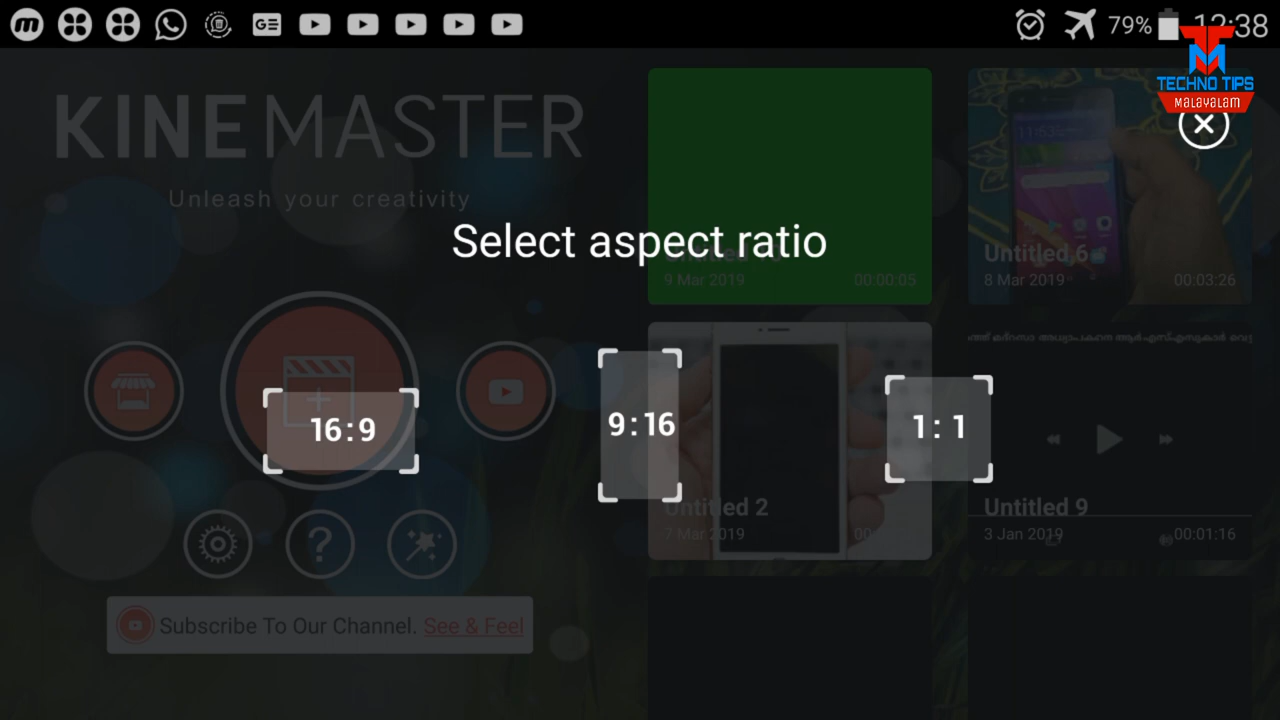 79% 12:38
TECHNO TIPS
Malayalam
KINEMASTER
Unleash your creativity
Select aspect ratio
9 Mar 2019 00:00:05
Untitled 6
8 Mar 2019 00:03:26
16:9
9:16
1:1
Untitled 2
7 Mar 2019
Untitled 9
3 Jan 2019 00:01:16
Subscribe To Our Channel. See & Feel